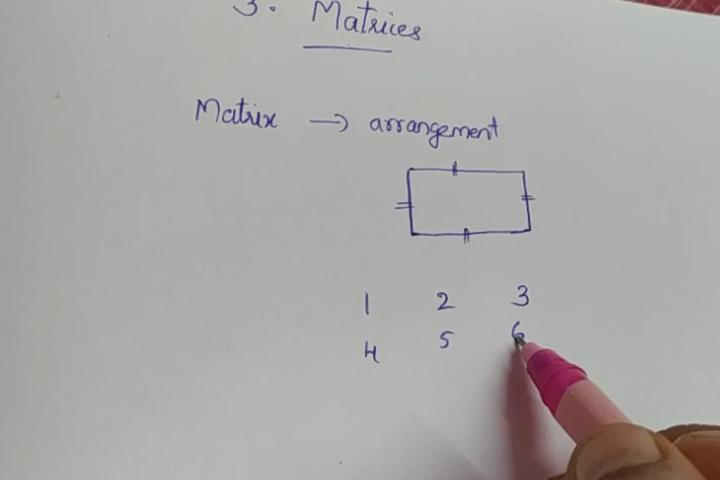 3. Matrices
Matrix → arrangement
1 2 3
4 5 6